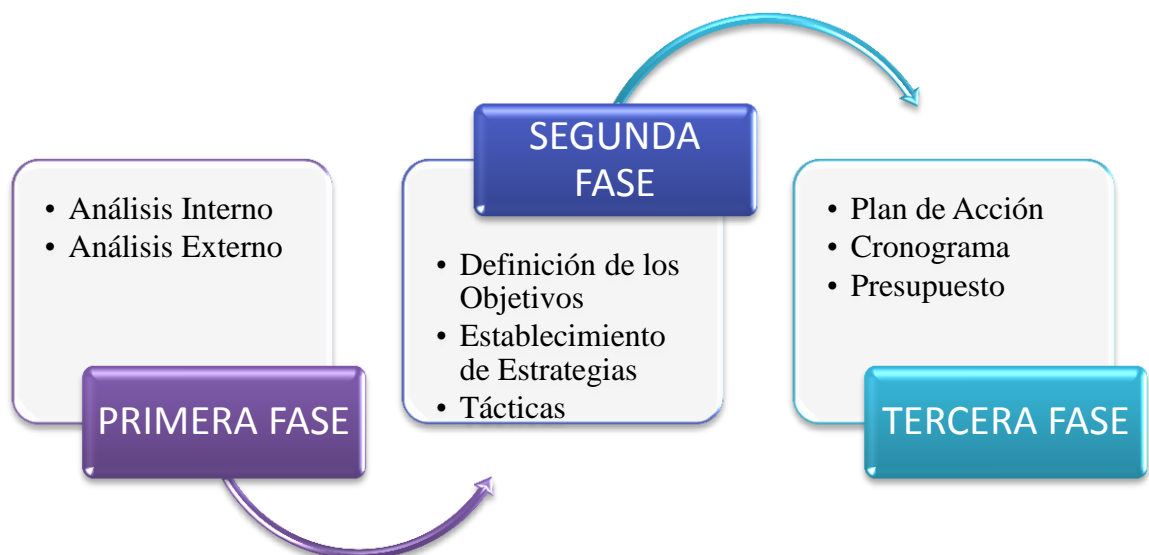 • Análisis Interno
• Análisis Externo
PRIMERA FASE
SEGUNDA
FASE
• Definición de los
Objetivos
• Establecimiento
de Estrategias
• Tácticas
• Plan de Acción
• Cronograma
• Presupuesto
TERCERA FASE